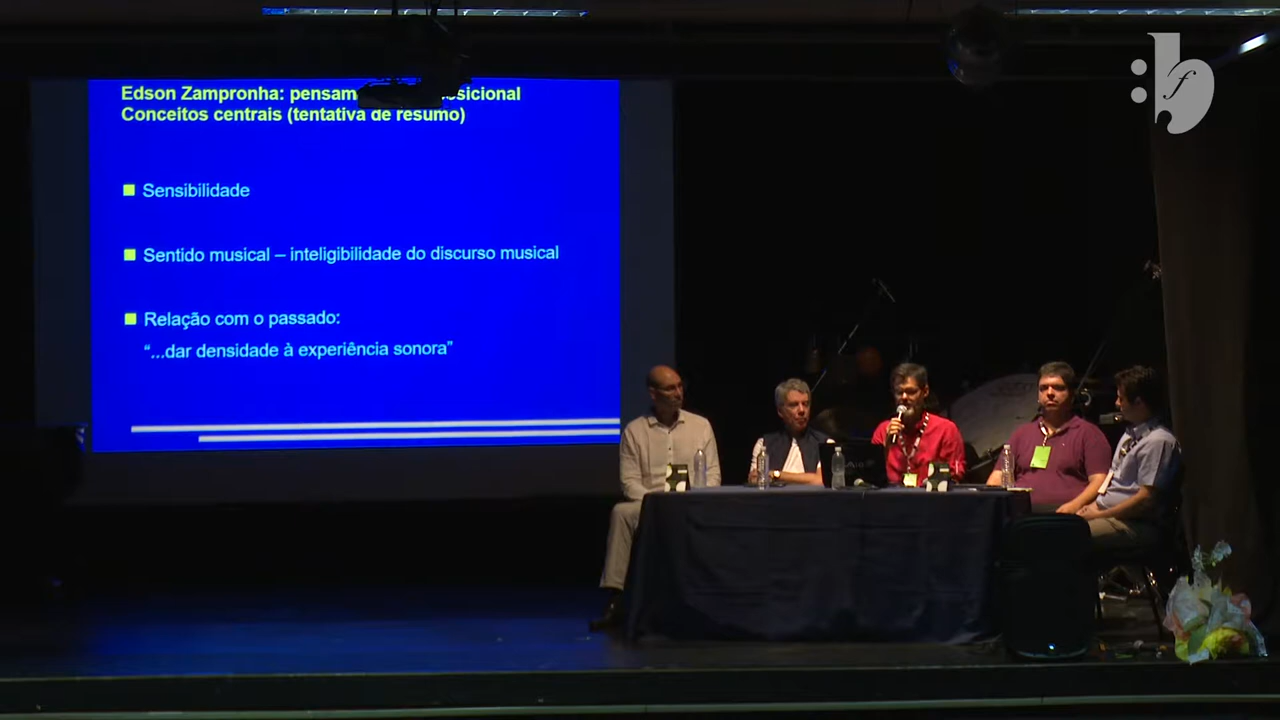 Edson Zampronha: pensam
Conceitos centrais (tentativa de resumo)
Sensibilidade
Sentido musical – inteligibilidade do discurso musical
Relação com o passado:
“...dar densidade à experiência sonora”